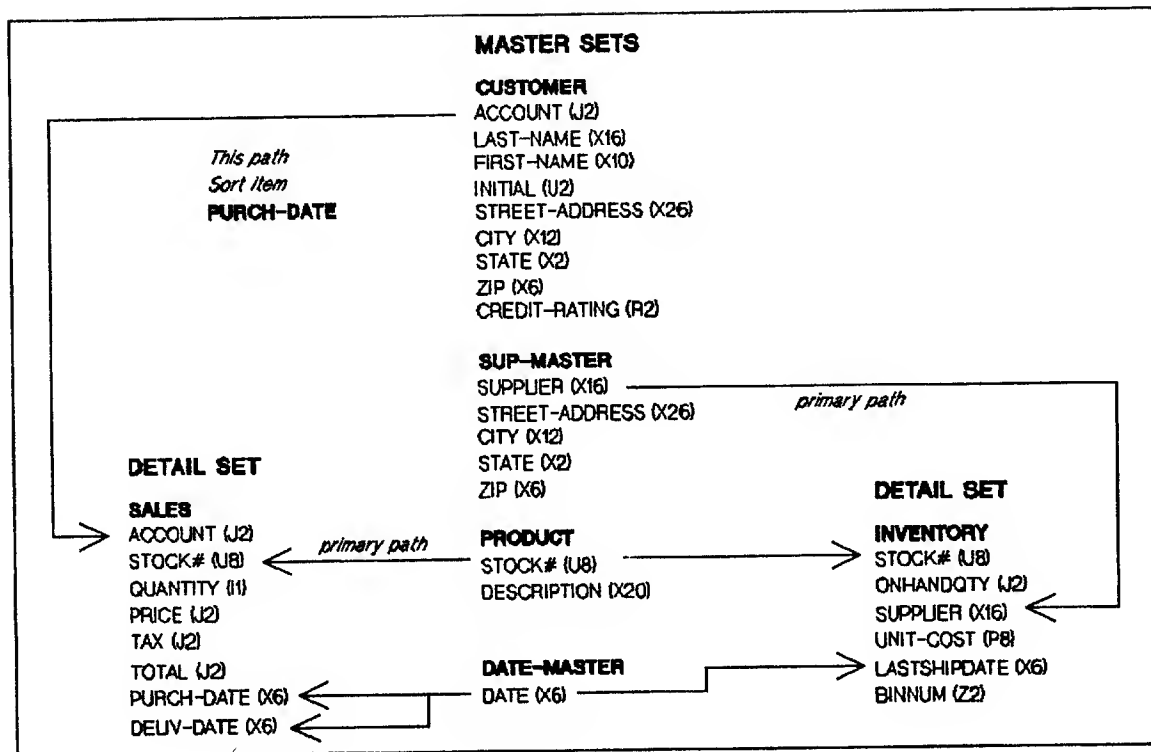 MASTER SETS
CUSTOMER
ACCOUNT (J2)
LAST-NAME (X16)
FIRST-NAME (X10)
INITIAL (U2)
STREET-ADDRESS (X26)
CITY (X12)
STATE (X2)
ZIP (X6)
CREDIT-RATING (R2)
This path
Sort item
PURCH-DATE
SUP-MASTER
SUPPLIER (X16)
STREET-ADDRESS (X26)
CITY (X12)
STATE (X2)
ZIP (X6)
primary path
DETAIL SET
SALES
ACCOUNT (J2)
STOCK# (U8)
QUANTITY (I1)
PRICE (J2)
TAX (J2)
TOTAL (J2)
PURCH-DATE (X6)
DELIV-DATE (X6)
primary path
PRODUCT
STOCK# (U8)
DESCRIPTION (X20)
DATE-MASTER
DATE (X6)
DETAIL SET
INVENTORY
STOCK# (U8)
ONHANDQTY (J2)
SUPPLIER (X16)
UNIT-COST (P8)
LASTSHIPDATE (X6)
BINNUM (Z2)